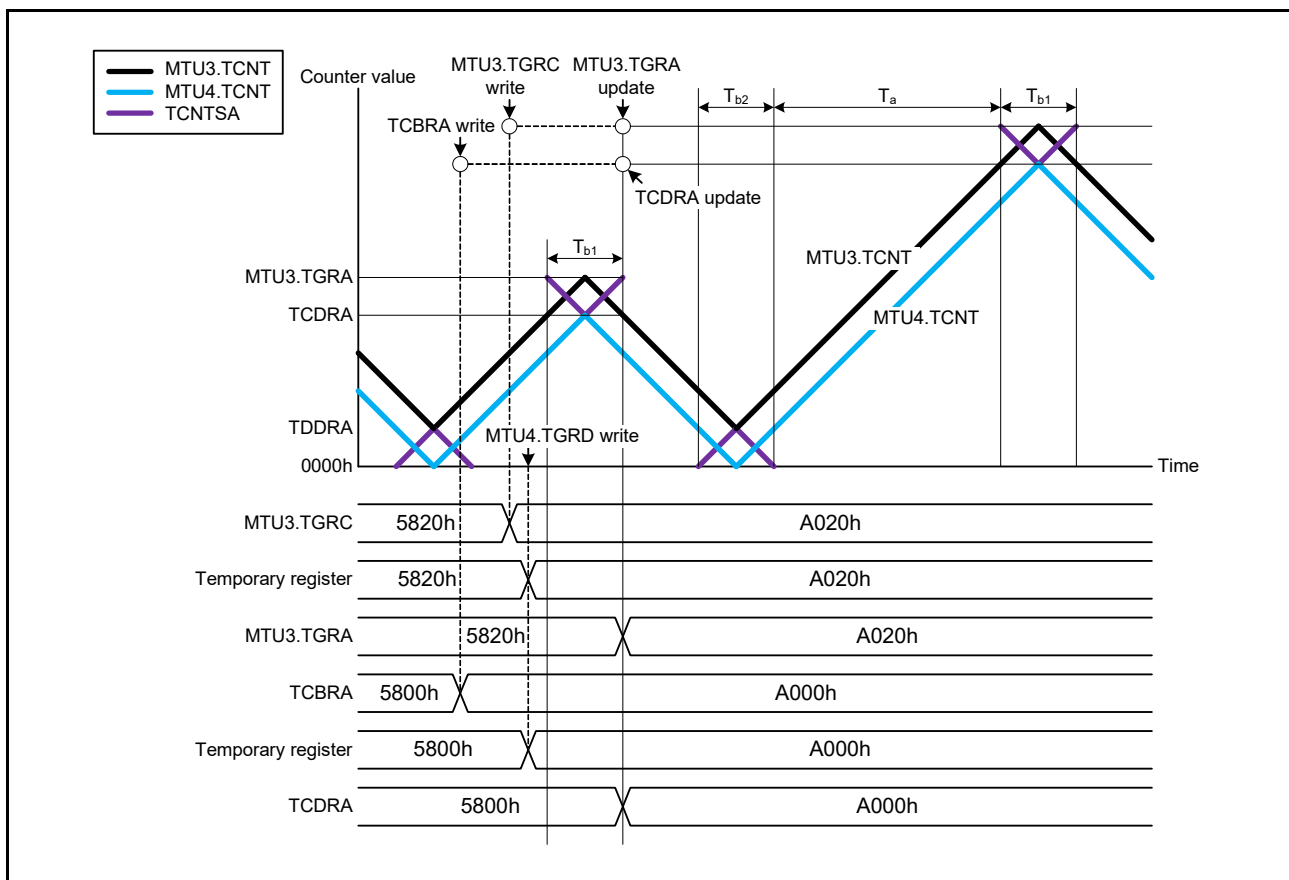 MTU3.TCNT
MTU4.TCNT
TCNTSA
Counter value
MTU3.TGRC
write
MTU3.TGRA
update
TCBRA write
TCDRA update
Tb2
Ta
Tb1
Tb1
MTU3.TGRA
TCDRA
TDDRA
0000h
MTU3.TCNT
MTU4.TCNT
MTU4.TGRD write
Time
MTU3.TGRC
5820h
A020h
Temporary register
5820h
A020h
MTU3.TGRA
5820h
A020h
TCBRA
5800h
A000h
Temporary register
5800h
A000h
TCDRA
5800h
A000h